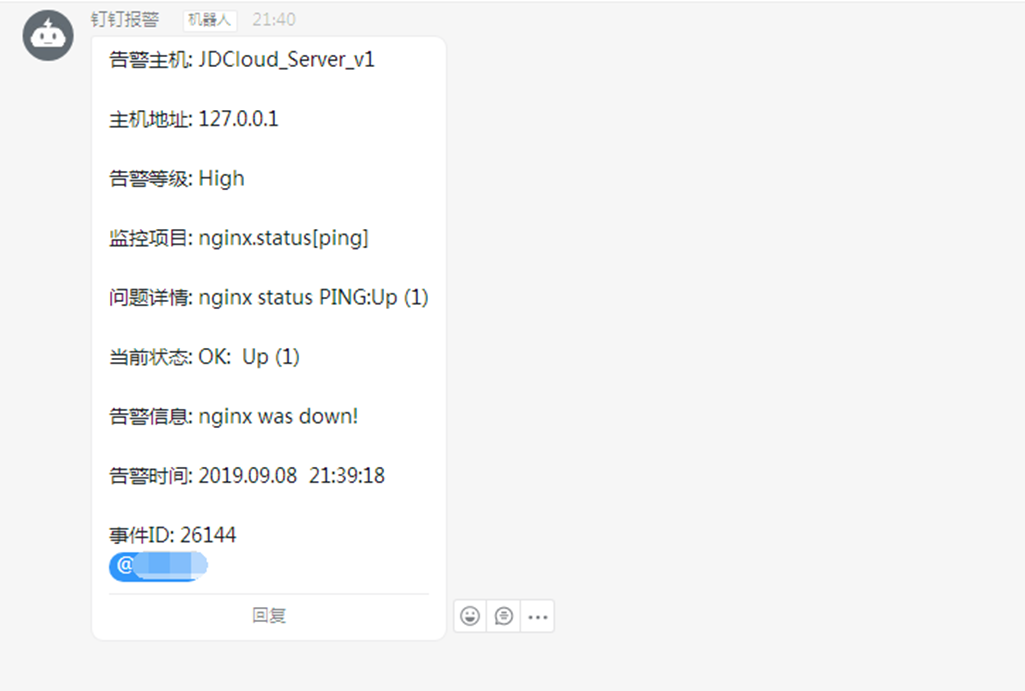 钉钉报警 机器人 21:40
告警主机: JDCloud_Server_v1
主机地址: 127.0.0.1
告警等级: High
监控项目: nginx.status[ping]
问题详情: nginx status PING:Up (1)
当前状态: OK:  Up (1)
告警信息: nginx was down!
告警时间: 2019.09.08  21:39:18
事件ID: 26144
@
回复